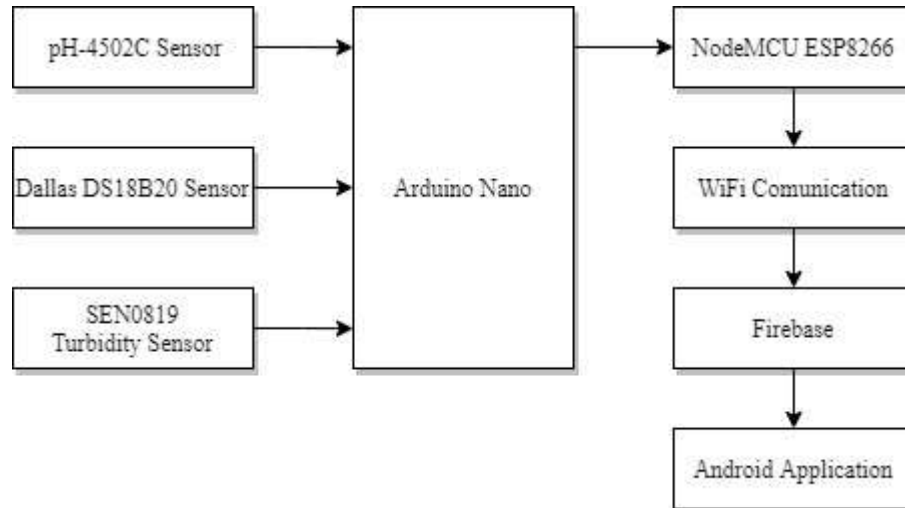 pH-4502C Sensor
NodeMCU ESP8266
Dallas DS18B20 Sensor
Arduino Nano
WiFi Comunication
SEN0819
Turbidity Sensor
Firebase
Android Application